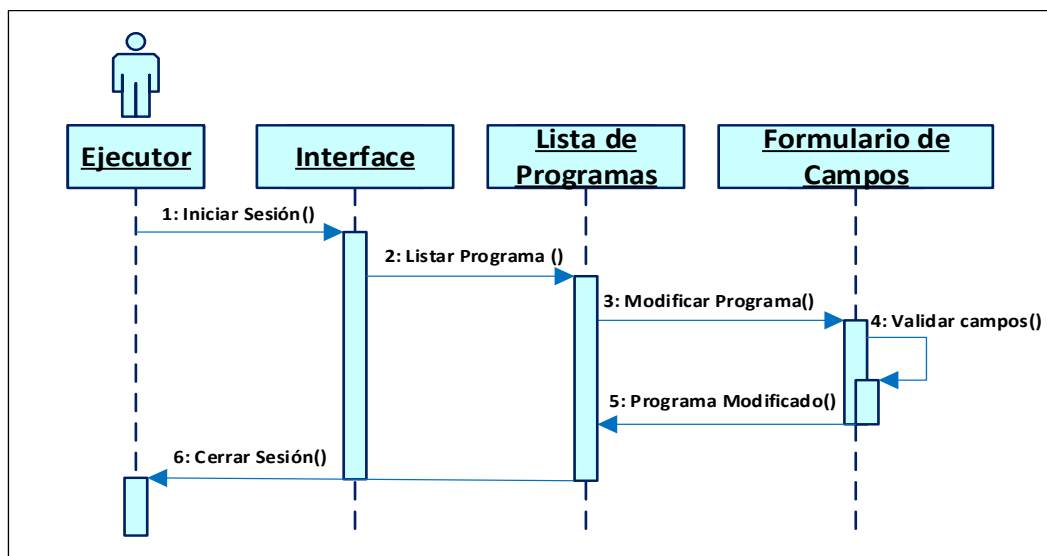 Ejecutor
Interface
Lista de
Programas
Formulario de
Campos
1: Iniciar Sesión()
2: Listar Programa ()
3: Modificar Programa()
4: Validar campos()
5: Programa Modificado()
6: Cerrar Sesión()